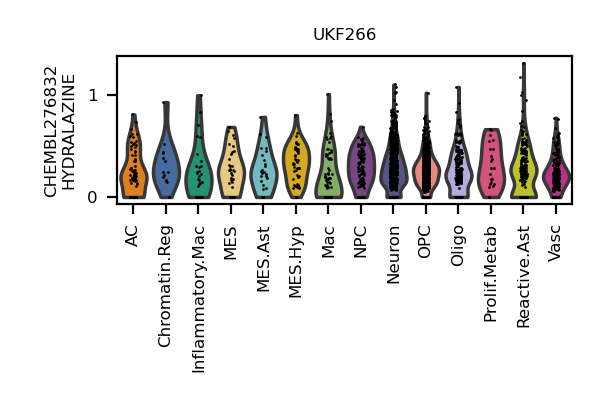 UKF266
CHEMBL276832
HYDRALAZINE
1
0
AC
Chromatin.Reg
Inflammatory.Mac
MES
MES.Ast
MES.Hyp
Mac
NPC
Neuron
OPC
Oligo
Prolif.Metab
Reactive.Ast
Vasc